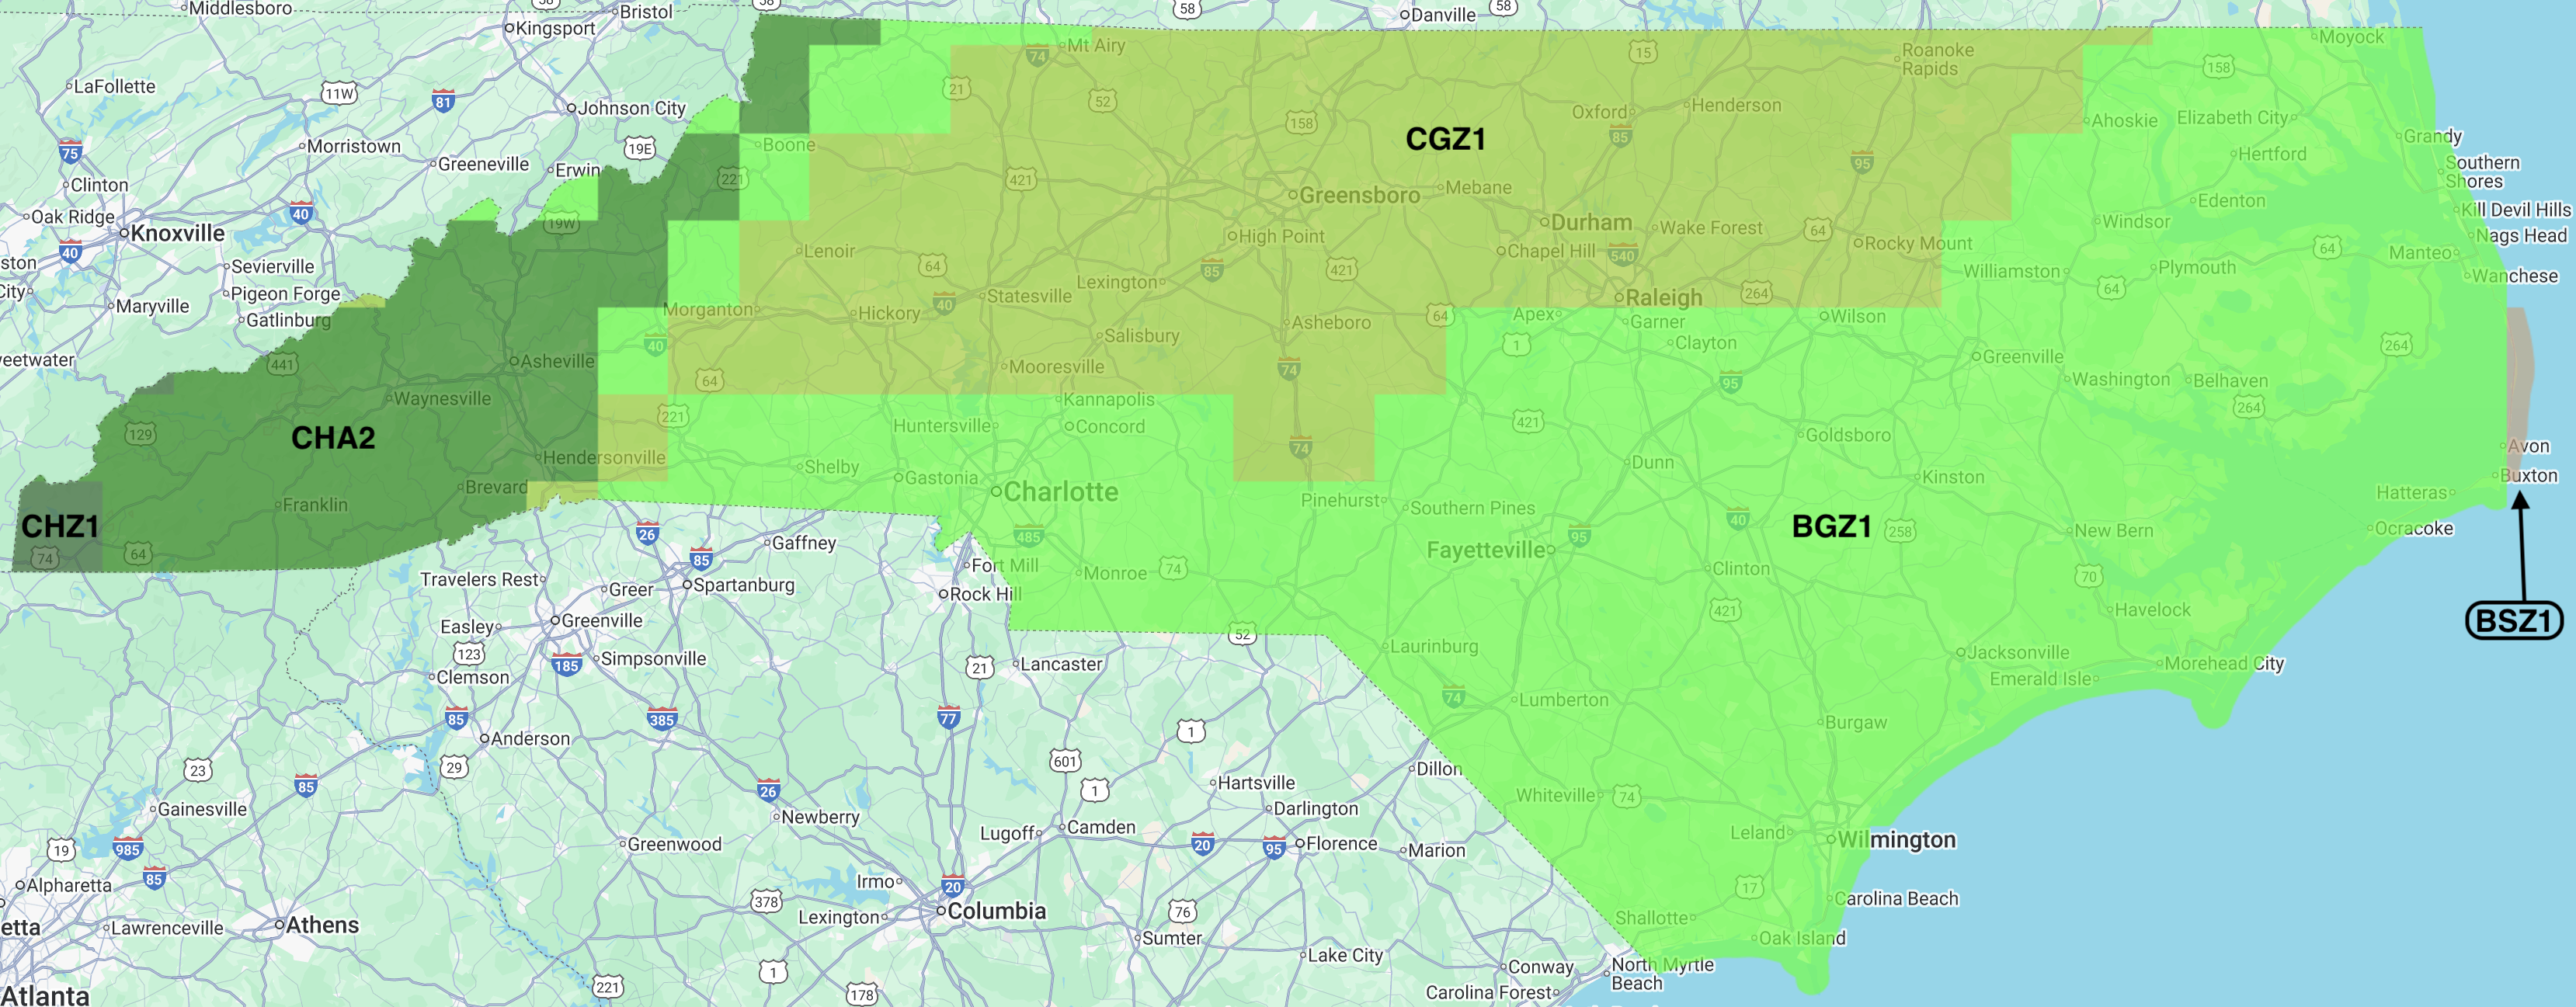 Middlesboro
58
Bristol
58
58
Danville
58
Kingsport
Moyock
Mt Airy
74
15
Roanoke
Rapids
158
LaFollette
11W
81
Johnson City
21
52
158
Oxford
Henderson
85
Ahoskie
Elizabeth City
Grandy
CGZ1
75
Morristown
19E
Boone
Greeneville
Erwin
95
Hertford
Southern
Shores
Clinton
221
421
Greensboro
Mebane
Edenton
Oak Ridge
40
19W
Durham
Wake Forest
64
Windsor
Kill Devil Hills
Knoxville
High Point
Rocky Mount
Nags Head
40
Lenoir
Chapel Hill
540
64
Manteo
ston
Sevierville
64
85
421
Williamston
Plymouth
Wanchese
City
Pigeon Forge
Lexington
Statesville
Raleigh
264
64
Maryville
Morganton
Hickory
40
Asheboro
64
Apex
Garner
Wilson
Gatlinburg
Salisbury
40
1
Clayton
264
eetwater
441
Asheville
Mooresville
74
Greenville
64
95
Washington
Belhaven
Waynesville
Kannapolis
264
221
Huntersville
Concord
421
129
CHA2
74
Goldsboro
Avon
Hendersonville
Shelby
Gastonia
Dunn
Kinston
Buxton
Brevard
Charlotte
Pinehurst
Southern Pines
Hatteras
Franklin
CHZ1
26
485
95
40
BGZ1
258
New Bern
Ocracoke
74
64
85
Gaffney
Fayetteville
Fort Mill
Monroe
74
Clinton
70
Travelers Rest
Greer
Spartanburg
Rock Hill
421
Havelock
BSZ1
Greenville
Easley
52
Laurinburg
123
185
Simpsonville
21
Lancaster
Jacksonville
Morehead City
Clemson
Emerald Isle
74
Lumberton
85
385
77
1
Burgaw
Anderson
601
29
23
85
26
1
Hartsville
Dillon
Whiteville
74
Gainesville
Newberry
Darlington
Leland
Wilmington
19
985
Greenwood
Lugoff
Camden
20
95
Florence
Marion
85
Alpharetta
Irmo
20
17
Carolina Beach
378
Lexington
Columbia
76
Shallotte
etta
Lawrenceville
Athens
Sumter
Oak Island
Lake City
Conway
North Myrtle
Beach
221
1
178
Carolina Forest
Atlanta